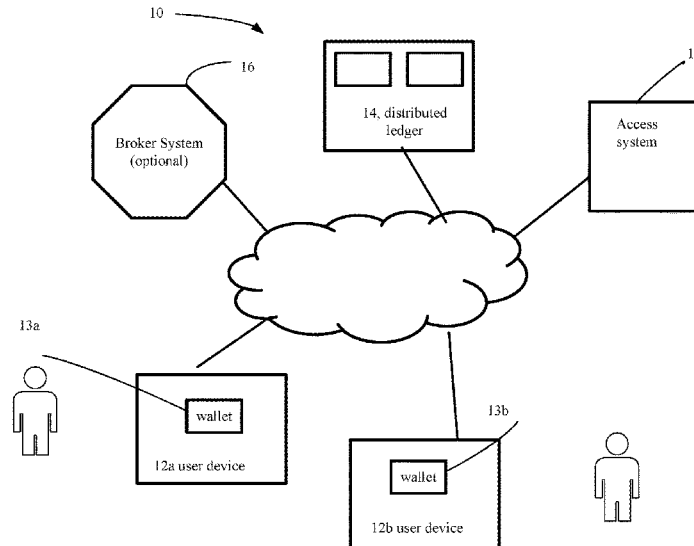 10
16
1
Broker System
(optional)
14, distributed
ledger
Access
system
13a
wallet
12a user device
13b
wallet
12b user device